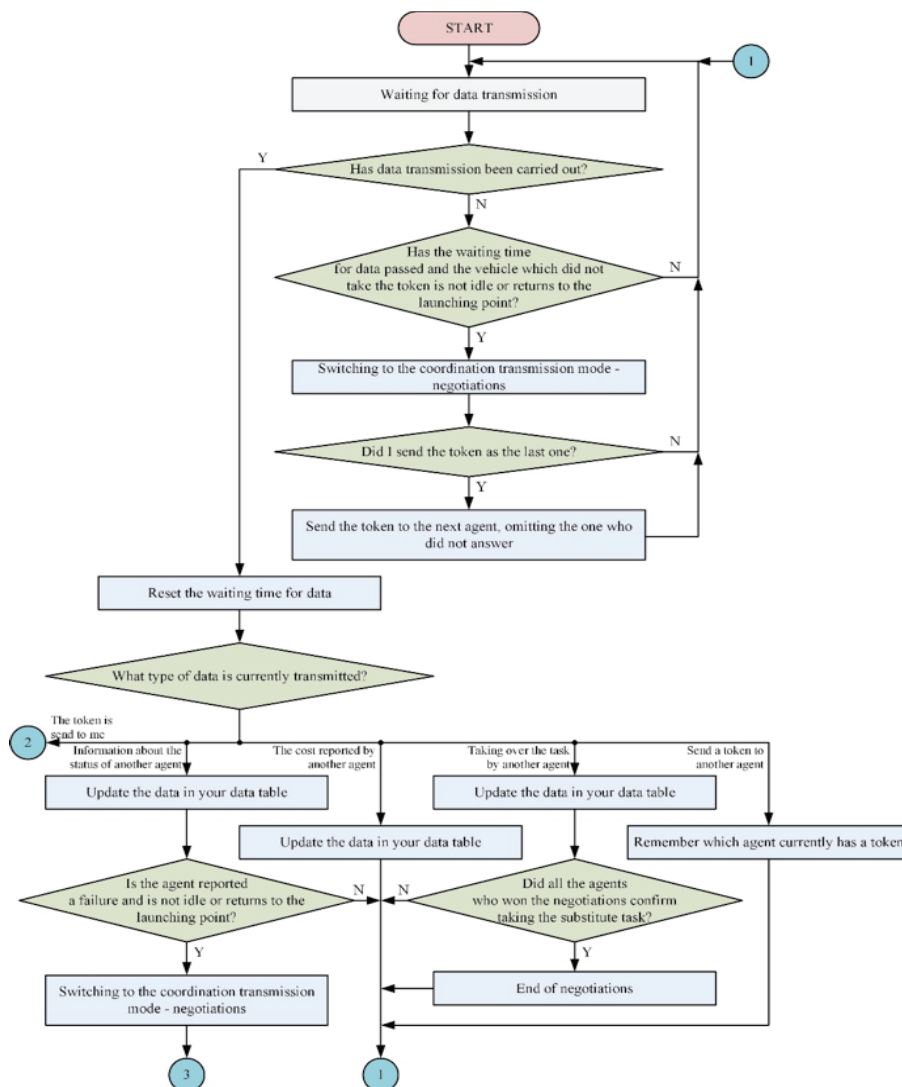 START
1
Waiting for data transmission
Y
Has data transmission been carried out?
N
Has the waiting time
for data passed and the vehicle which did not
take the token is not idle or returns to the
launching point?
N
Y
Switching to the coordination transmission mode -
negotiations
N
Did I send the token as the last one?
Y
Send the token to the next agent, omitting the one who
did not answer
Reset the waiting time for data
What type of data is currently transmitted?
2
The token is
send to me
Information about the
status of another agent
The cost reported by
another agent
Taking over the task
by another agent
Send a token to
another agent
Update the data in your data table
Update the data in your data table
Update the data in your data table
Remember which agent currently has a token
Is the agent reported
a failure and is not idle or returns to the
launching point?
N
N
Did all the agents
who won the negotiations confirm
taking the substitute task?
Y
Y
Switching to the coordination transmission
mode - negotiations
End of negotiations
3
1